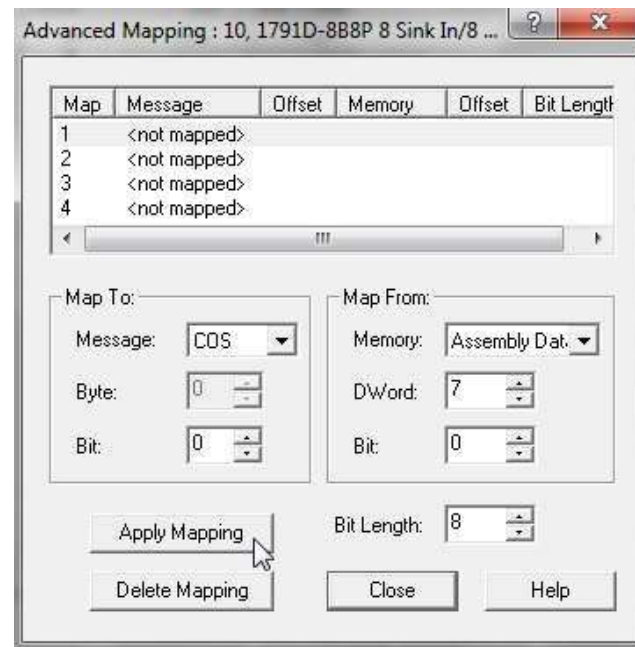 Advanced Mapping : 10, 1791D-8B8P 8 Sink In/8 ...
Map Message Offset Memory Offset Bit Length
1 <not mapped>
2 <not mapped>
3 <not mapped>
4 <not mapped>
Map To: Map From:
Message: COS Memory: Assembly Dat
Byte: 0 DWord: 7
Bit: 0 Bit: 0
Apply Mapping Bit Length: 8
Delete Mapping Close Help